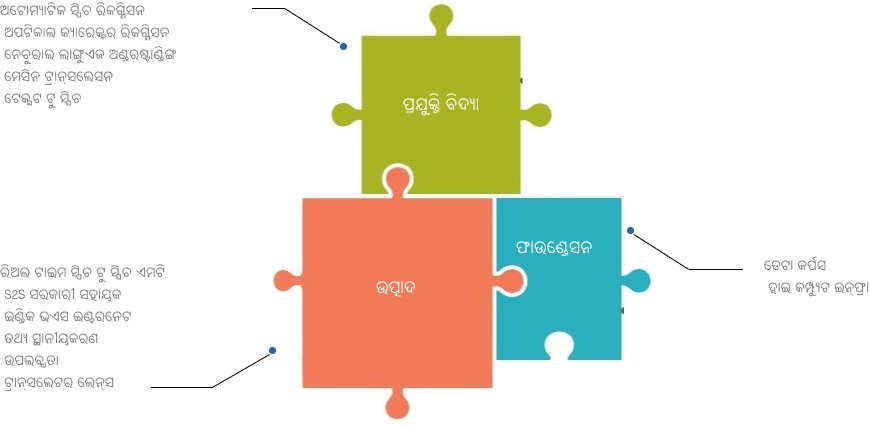 ଅଟୋମ୍ୟାଟିକ ସ୍ପିଚ ରିକଗ୍ନିସନ
ଅପଟିକାଲ କ୍ୟାରେକ୍ଟର ରିକଗ୍ନିସନ
ନେଚୁରାଲ ଲାଙ୍ଗୁଏଜ ଅଣ୍ଡରଷ୍ଟାଣ୍ଡିଙ୍ଗ
ମେସିନ ଟ୍ରାନ୍‌ସଲେସନ
ଟେକ୍ସଟ ଟୁ ସ୍ପିଚ
ପ୍ରଯୁକ୍ତି ବିଦ୍ୟା
ଫାଉଣ୍ଡେସନ
ଡେଟା କର୍ପସ
ହାଇ କମ୍ପ୍ୟୁଟ ଇନ୍‌ଫ୍ରା
ଉତ୍ପାଦ
ରିଅଲ ଟାଇମ ସ୍ପିଚ ଟୁ ସ୍ପିଚ ଏମଟି
S2S ସରକାରୀ ସହାୟକ
ଇଣ୍ଡିକ ଭଏସ ଇଣ୍ଟରନେଟ
ତଥ୍ୟ ସ୍ଥାନୀୟକରଣ
ଉପଲବ୍ଧତା
ଟ୍ରାନ୍‌ସଲେଟର ଲେନ୍‌ସ